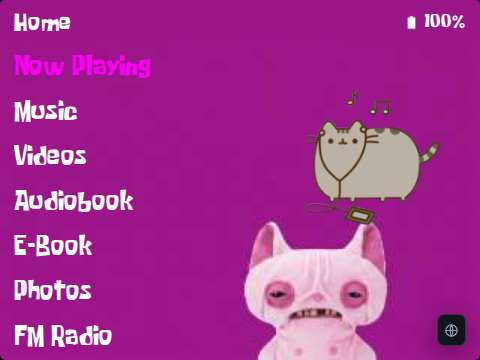 Home
100%
Now Playing
Music
Videos
Audiobook
E-Book
Photos
FM Radio